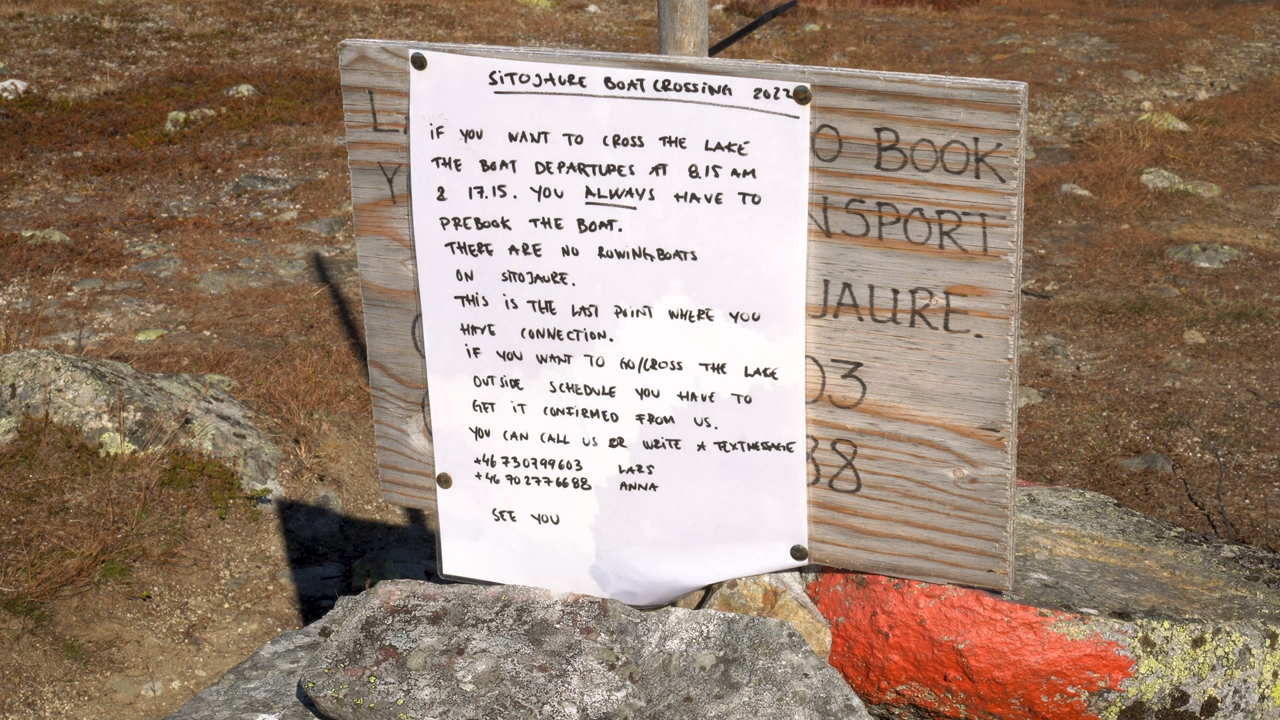 SITOJAURE BOAT CROSSING 2022
IF YOU WANT TO CROSS THE LAKE
THE BOAT DEPARTURES AT 8.15 AM
& 17.15. YOU ALWAYS HAVE TO
PREBOOK THE BOAT.
THERE ARE NO ROWINGBOATS
ON SITOJAURE.
THIS IS THE LAST POINT WHERE YOU
HAVE CONNECTION.
IF YOU WANT TO GO/CROSS THE LAKE
OUTSIDE SCHEDULE YOU HAVE TO
GET IT CONFIRMED FROM US.
YOU CAN CALL US OR WRITE A TEXTMESSAGE
+46 730799603 LARS
+46 702776688 ANNA
SEE YOU
L
O BOOK
Y
NSPORT
JAURE.
03
38